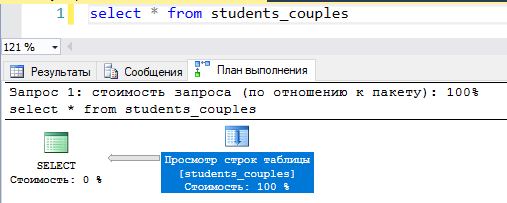 1 select * from students_couples
121 %
Результаты Сообщения План выполнения
Запрос 1: стоимость запроса (по отношению к пакету): 100%
select * from students_couples
SELECT
Стоимость: 0 %
Просмотр строк таблицы
[students_couples]
Стоимость: 100 %